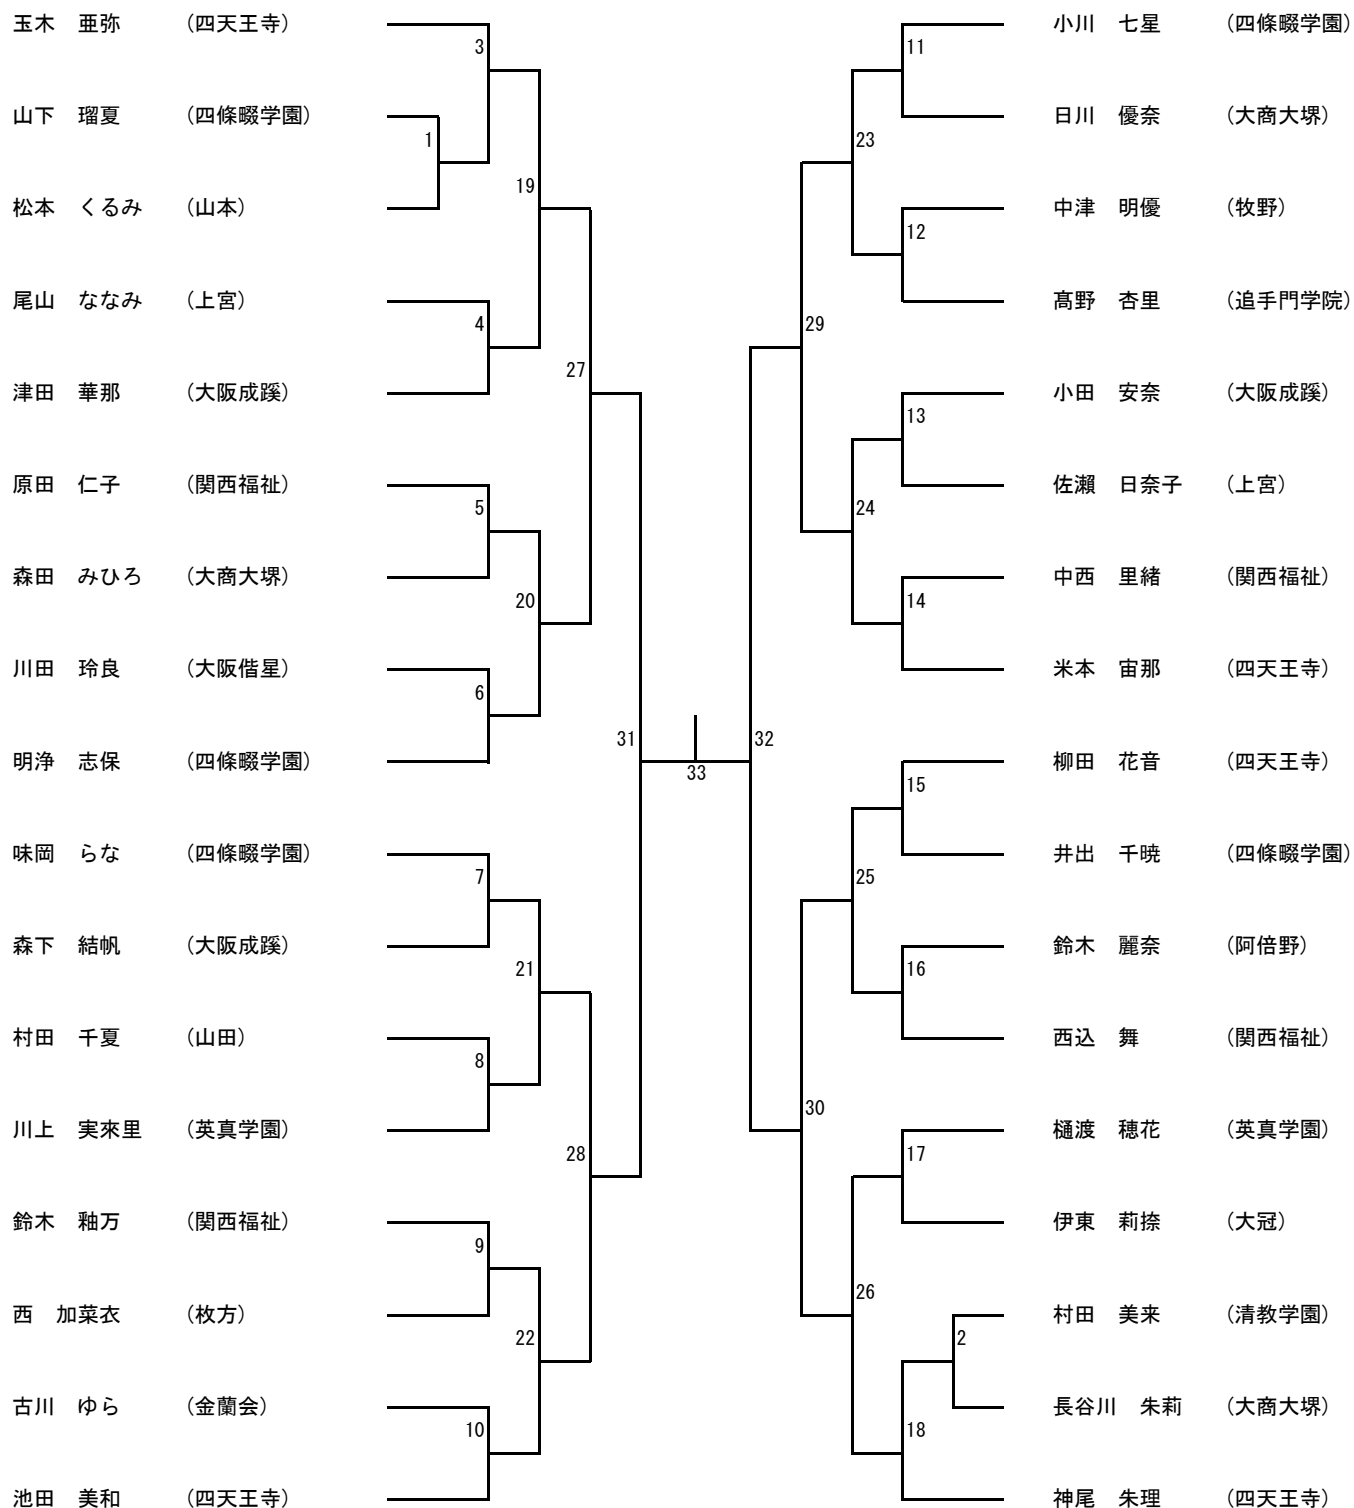 玉木　亜弥　（四天王寺）
3
山下　瑠夏　（四條畷学園）
1
松本　くるみ　（山本）
19
尾山　ななみ　（上宮）
4
津田　華那　（大阪成蹊）
27
原田　仁子　（関西福祉）
5
森田　みひろ　（大商大堺）
20
川田　玲良　（大阪偕星）
6
明浄　志保　（四條畷学園）
31
味岡　らな　（四條畷学園）
7
森下　結帆　（大阪成蹊）
21
村田　千夏　（山田）
8
川上　実來里　（英真学園）
28
鈴木　釉万　（関西福祉）
9
西　加菜衣　（枚方）
22
古川　ゆら　（金蘭会）
10
池田　美和　（四天王寺）
33
小川　七星　（四條畷学園）
11
日川　優奈　（大商大堺）
23
中津　明優　（牧野）
12
髙野　杏里　（追手門学院）
29
小田　安奈　（大阪成蹊）
13
佐瀨　日奈子　（上宮）
24
中西　里緒　（関西福祉）
14
米本　宙那　（四天王寺）
32
柳田　花音　（四天王寺）
15
井出　千暁　（四條畷学園）
25
鈴木　麗奈　（阿倍野）
16
西込　舞　（関西福祉）
30
樋渡　穂花　（英真学園）
17
伊東　莉捺　（大冠）
26
村田　美来　（清教学園）
2
長谷川　朱莉　（大商大堺）
18
神尾　朱理　（四天王寺）